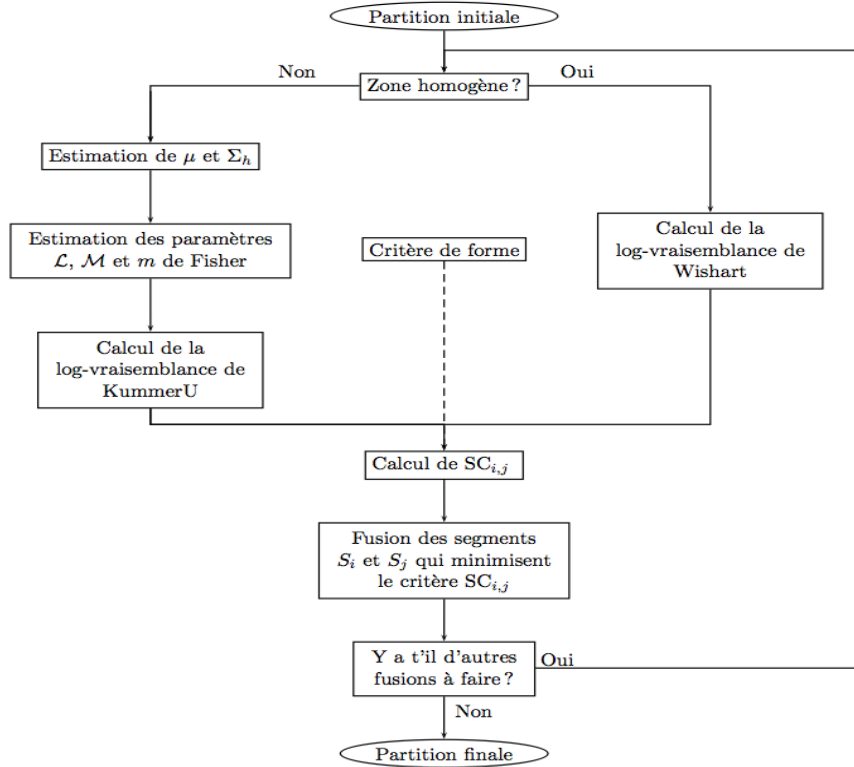 Partition initiale
Non
Oui
Zone homogène ?
Estimation de μ et Σ_h
Estimation des paramètres
ℒ, ℳ et m de Fisher
Critère de forme
Calcul de la
log-vraisemblance de
Wishart
Calcul de la
log-vraisemblance de
KummerU
Calcul de SC_{i,j}
Fusion des segments
S_i et S_j qui minimisent
le critère SC_{i,j}
Y a t'il d'autres
fusions à faire ?
Oui
Non
Partition finale